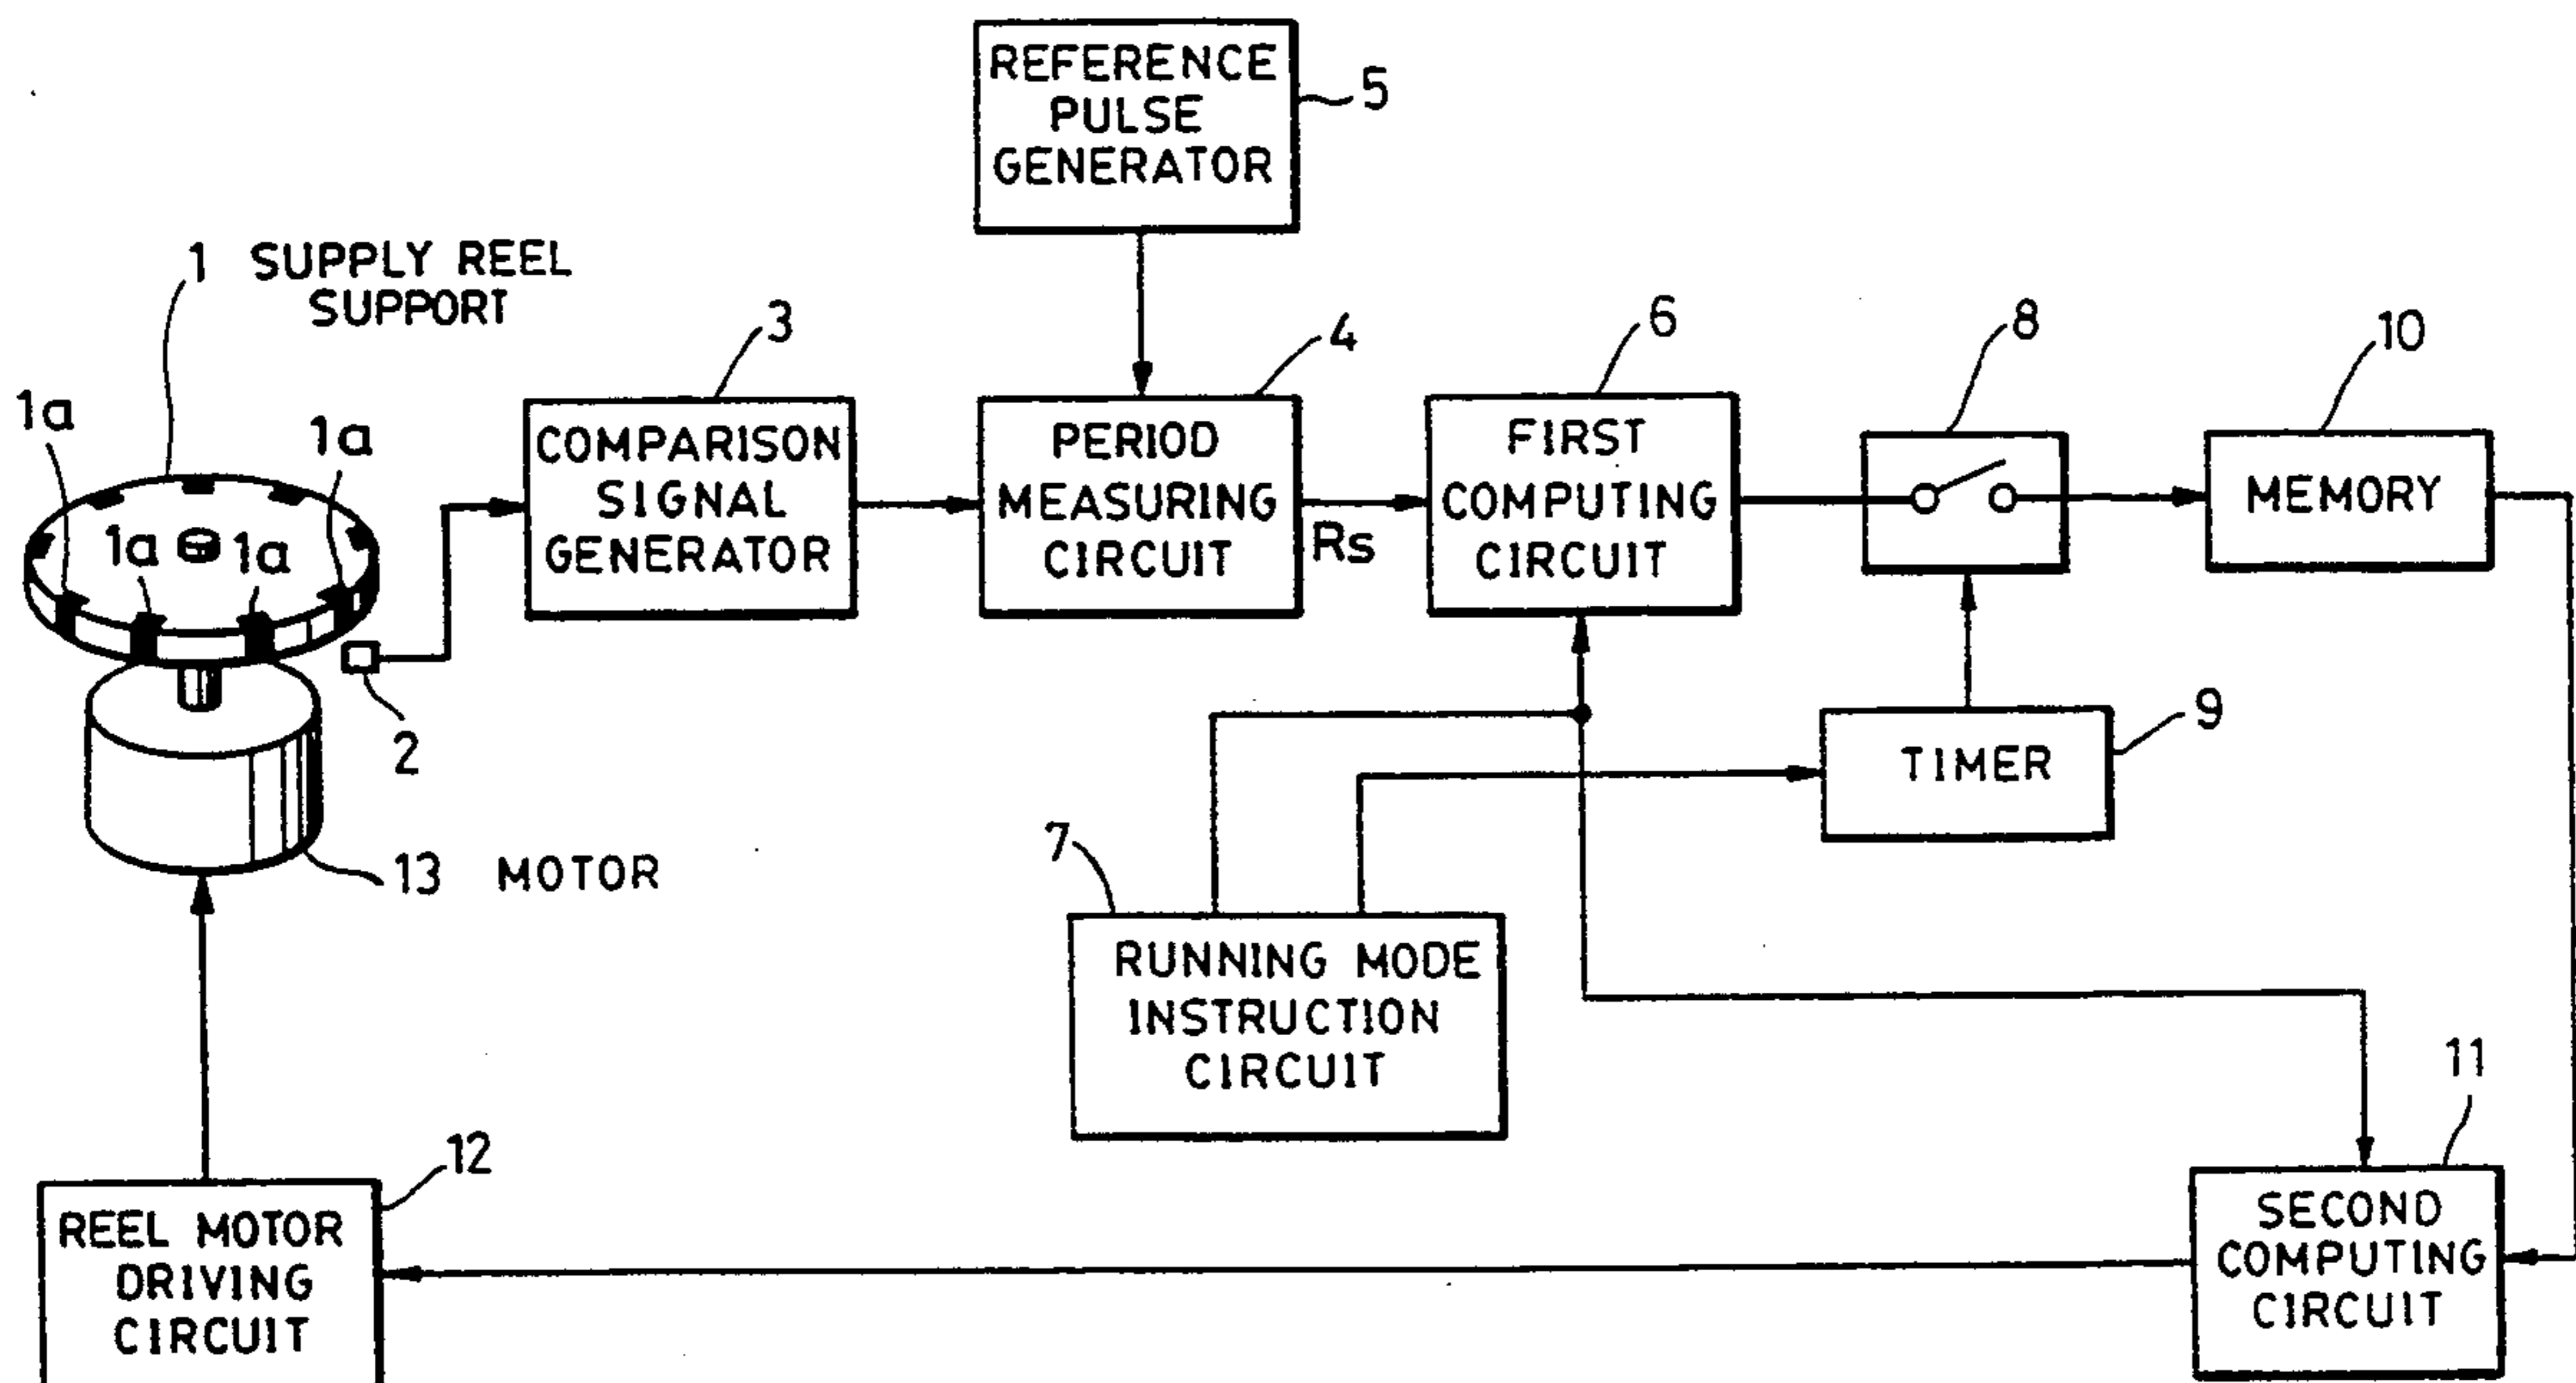 REFERENCE
PULSE
GENERATOR
5
1 SUPPLY REEL
SUPPORT
1a
1a
1a
1a
2
3
COMPARISON
SIGNAL
GENERATOR
4
PERIOD
MEASURING
CIRCUIT
Rs
6
FIRST
COMPUTING
CIRCUIT
8
10
MEMORY
9
TIMER
13 MOTOR
7
RUNNING MODE
INSTRUCTION
CIRCUIT
11
SECOND
COMPUTING
CIRCUIT
12
REEL MOTOR
DRIVING
CIRCUIT